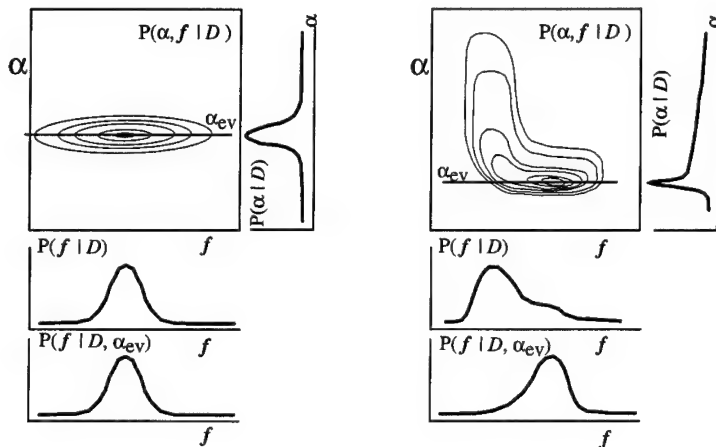 P(α, f | D)
α
α
α_ev
P(α | D)
P(f | D)
f
P(f | D, α_ev)
f
f
P(α, f | D)
α
α
α_ev
P(α | D)
P(f | D)
f
P(f | D, α_ev)
f
f